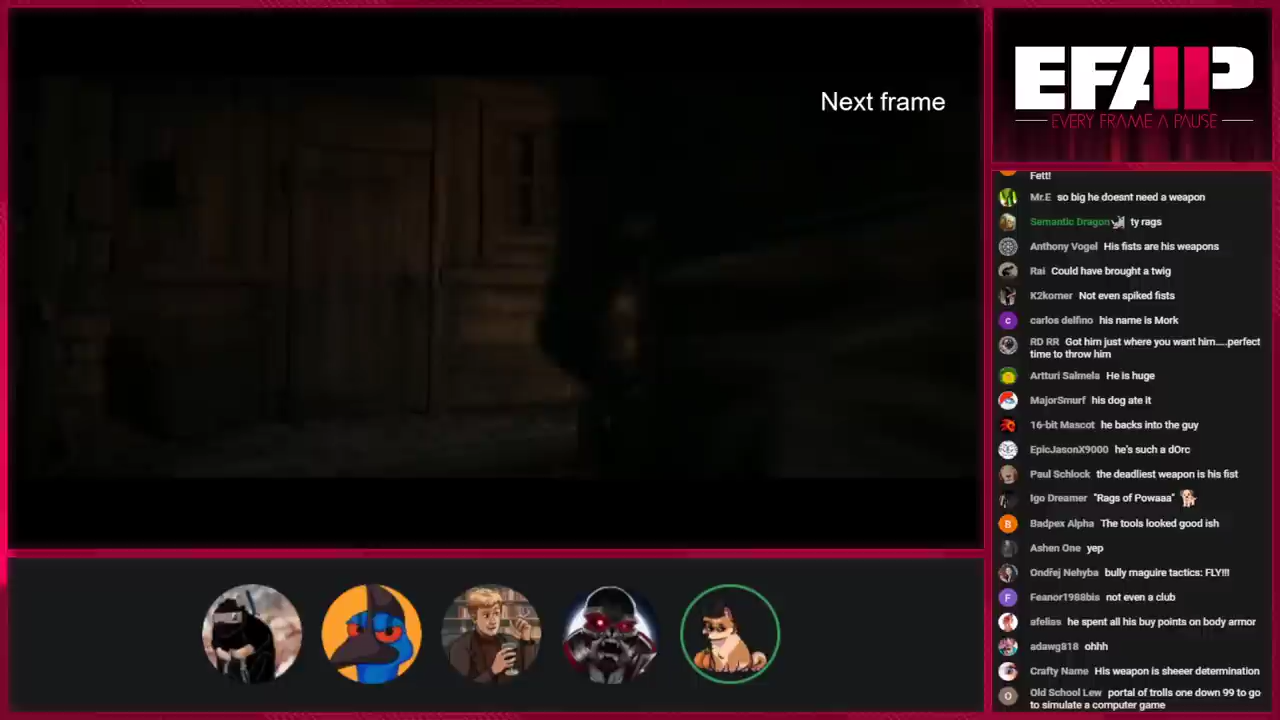 Next frame
EFAP
EVERY FRAME A PAUSE
Fett!
Mr.E so big he doesnt need a weapon
Semantic Dragon ty rags
Anthony Vogel His fists are his weapons
Rai Could have brought a twig
K2korner Not even spiked fists
C carlos delfino his name is Mork
RD RR Got him just where you want him.....perfect
time to throw him
Artturi Salmela He is huge
MajorSmurf his dog ate it
16-bit Mascot he backs into the guy
EpicJasonX9000 he's such a dOrc
Paul Schlock the deadliest weapon is his fist
Igo Dreamer "Rags of Powaaa"
B Badpex Alpha The tools looked good ish
Ashen One yep
Ondřej Nehyba bully maguire tactics: FLY!!!
F Feanor1988bis not even a club
afelias he spent all his buy points on body armor
adawg818 ohhh
Crafty Name His weapon is sheeer determination
O Old School Lew portal of trolls one down 99 to go
to simulate a computer game